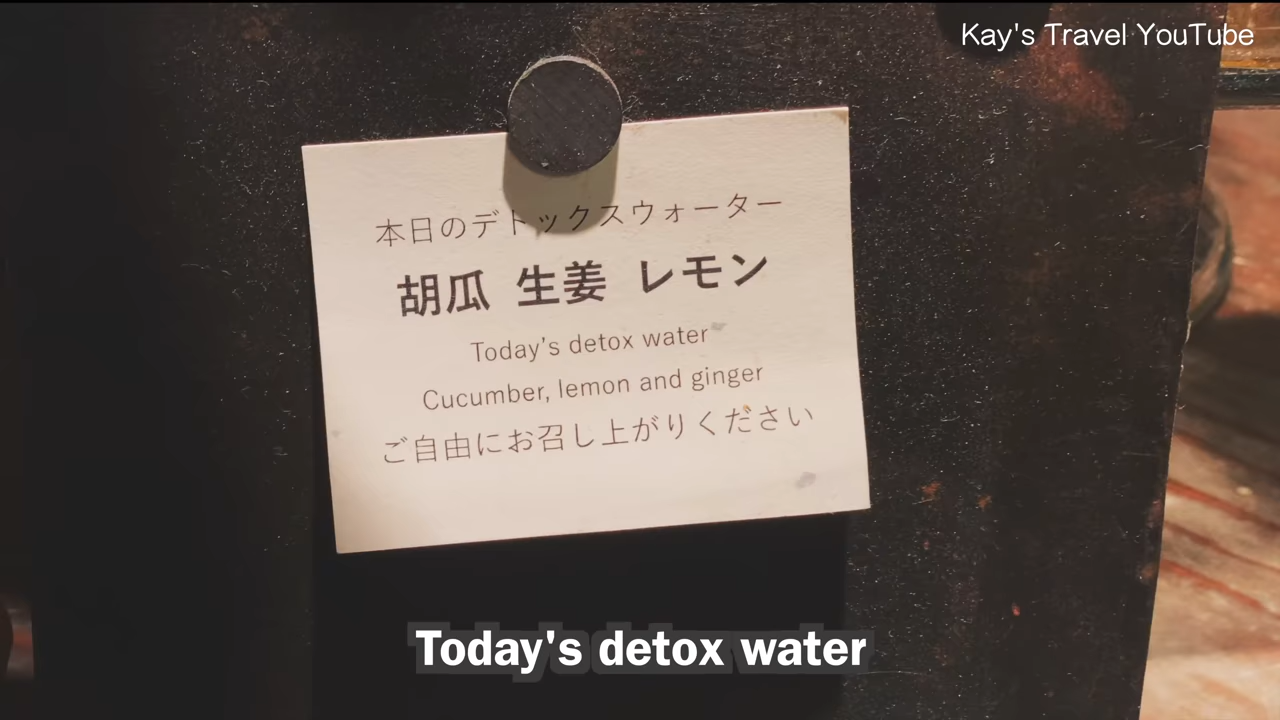 Kay's Travel YouTube
本日のデトックスウォーター
胡瓜 生姜 レモン
Today's detox water
Cucumber, lemon and ginger
ご自由にお召し上がりください
Today's detox water